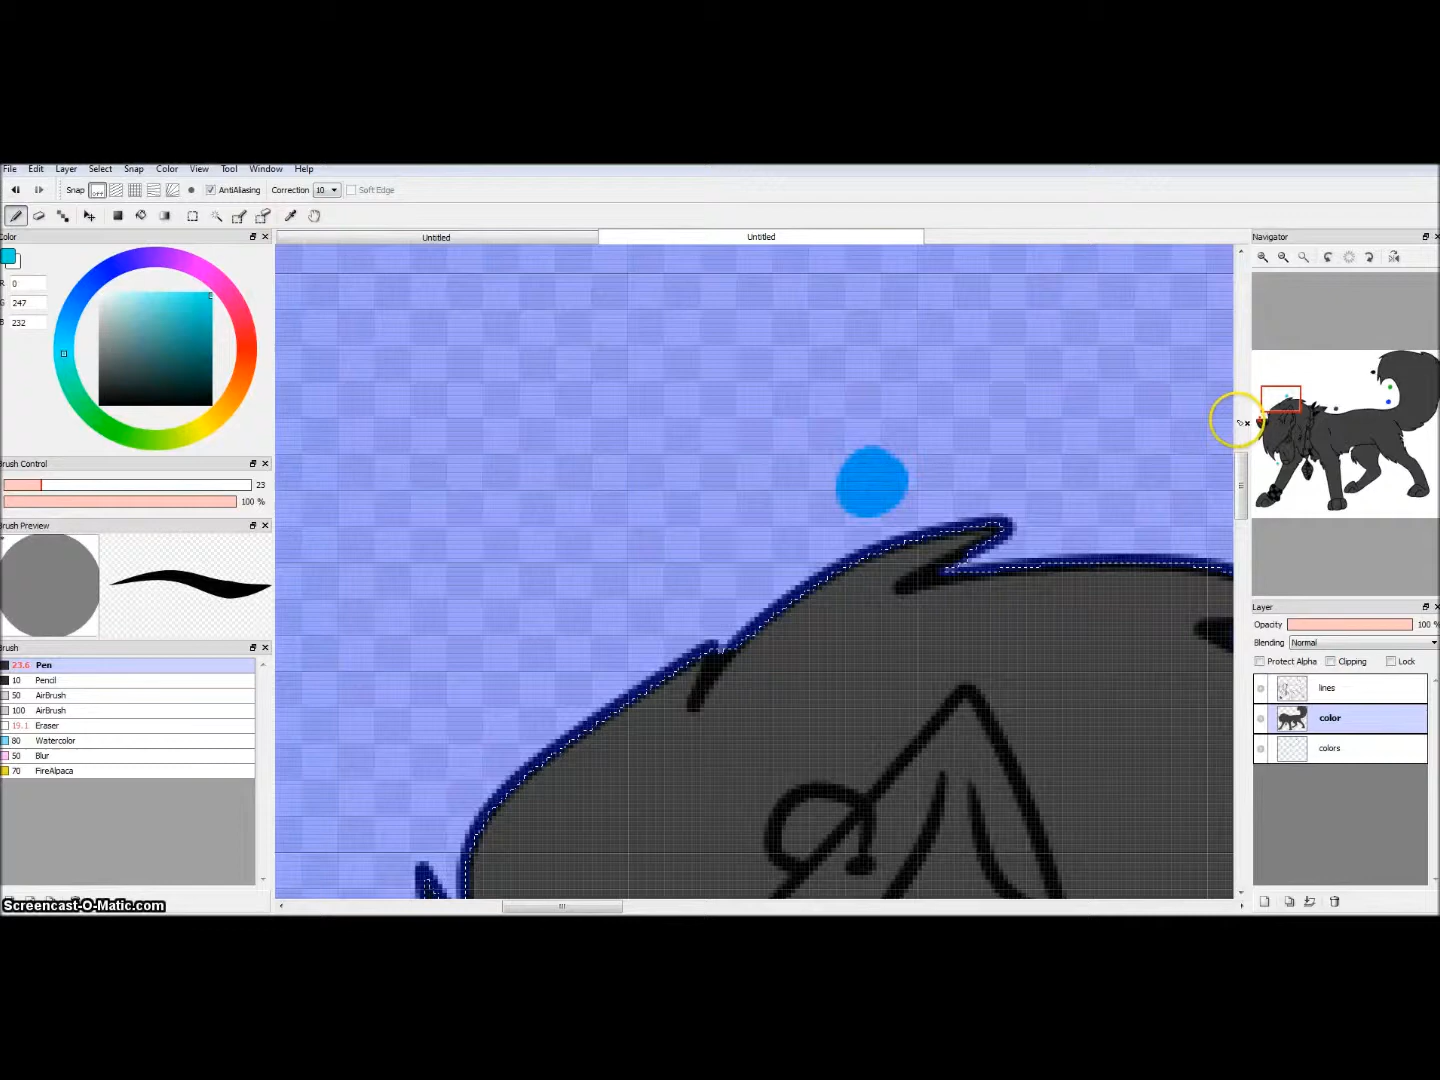 File Edit Layer Select Snap Color View Tool Window Help
Snap OFF AntiAliasing Correction 10 Soft Edge
Color
Untitled Untitled
Navigator
R 0
G 247
B 232
Brush Control
23
100 %
Brush Preview
Brush
23.6 Pen
10 Pencil
50 AirBrush
100 AirBrush
19.1 Eraser
80 Watercolor
50 Blur
70 FireAlpaca
Layer
Opacity 100 %
Blending Normal
Protect Alpha Clipping Lock
lines
color
colors
Screencast-O-Matic.com